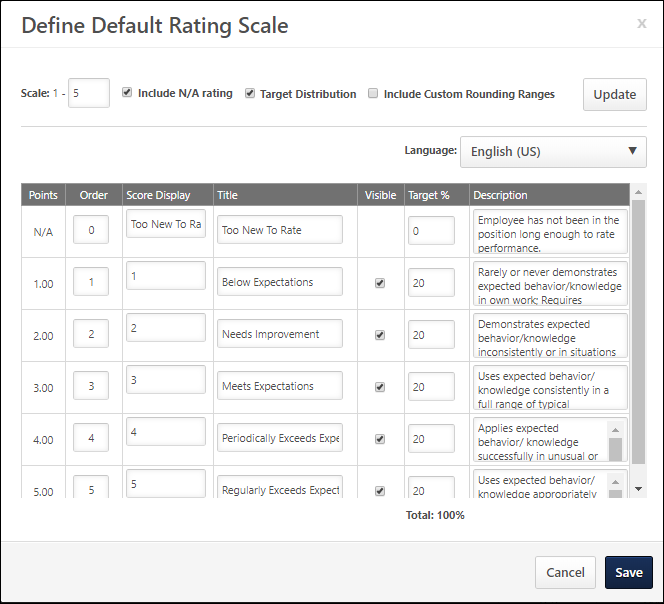 Define Default Rating Scale x
Scale: 1 - 5 Include N/A rating Target Distribution Include Custom Rounding Ranges Update
Language: English (US)
Points Order Score Display Title Visible Target % Description
N/A 0 Too New To Ra Too New To Rate 0 Employee has not been in the
position long enough to rate
performance.
1.00 1 1 Below Expectations 20 Rarely or never demonstrates
expected behavior/knowledge
in own work; Requires
2.00 2 2 Needs Improvement 20 Demonstrates expected
behavior/knowledge
inconsistently or in situations
3.00 3 3 Meets Expectations 20 Uses expected behavior/
knowledge consistently in a
full range of typical
4.00 4 4 Periodically Exceeds Expe 20 Applies expected
behavior/ knowledge
successfully in unusual or
5.00 5 5 Regularly Exceeds Expect 20 Uses expected behavior/
knowledge appropriately
Total: 100%
Cancel Save